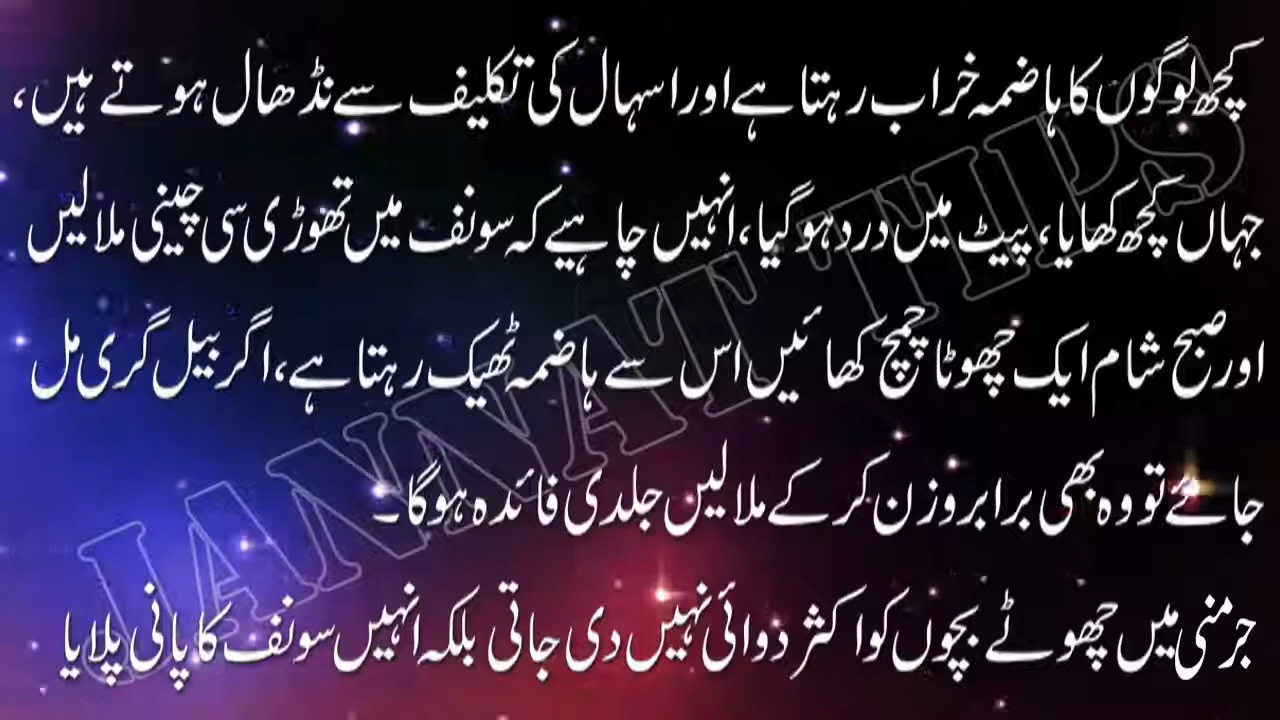 کچھ لوگوں کا ہاضمہ خراب رہتا ہے اور اسہال کی تکلیف سے نڈھال ہوتے ہیں،
جہاں کچھ کھایا، پیٹ میں درد ہو گیا، انہیں چاہیے کہ سونف میں تھوڑی سی چینی ملا لیں
اور صبح شام ایک چھوٹا چمچ کھائیں اس سے ہاضمہ ٹھیک رہتا ہے، اگر بیل گری مل
جائے تو وہ بھی برابر وزن کر کے ملا لیں جلدی فائدہ ہوگا۔
جرمنی میں چھوٹے بچوں کو اکثر دوائی نہیں دی جاتی بلکہ انہیں سونف کا پانی پلایا
JANNAT TIPS